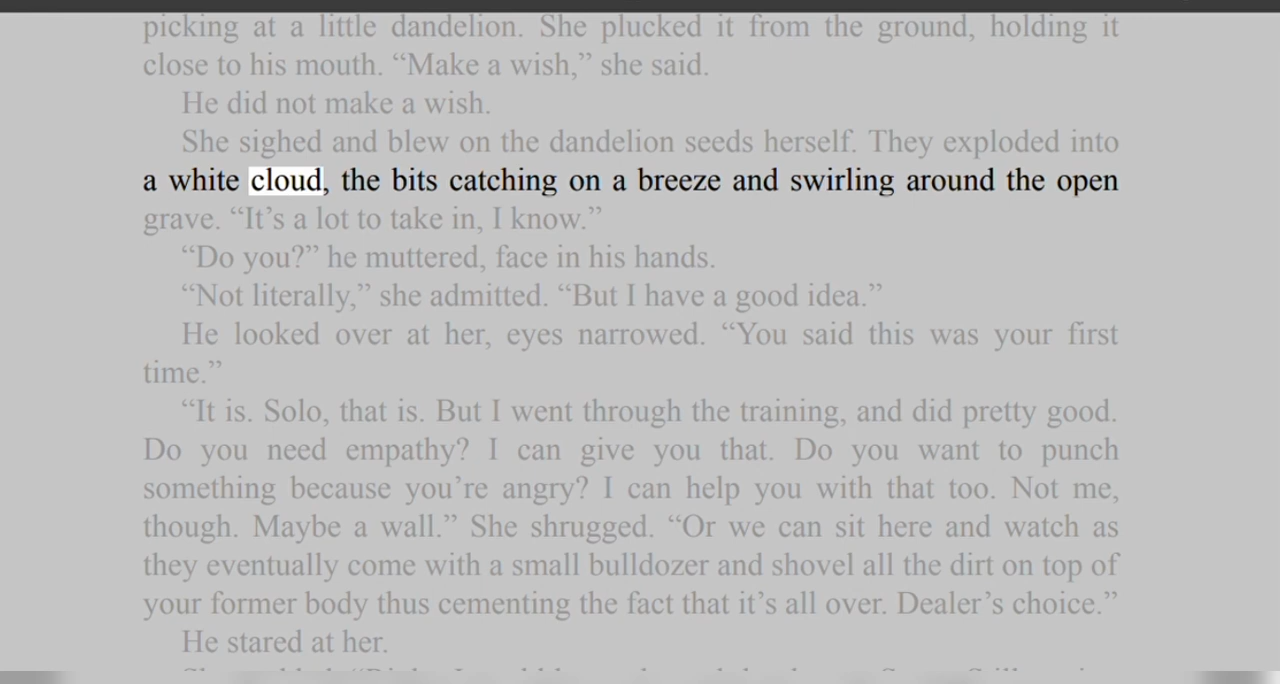 picking at a little dandelion. She plucked it from the ground, holding it
close to his mouth. “Make a wish,” she said.
He did not make a wish.
She sighed and blew on the dandelion seeds herself. They exploded into
a white cloud, the bits catching on a breeze and swirling around the open
grave. “It’s a lot to take in, I know.”
“Do you?” he muttered, face in his hands.
“Not literally,” she admitted. “But I have a good idea.”
He looked over at her, eyes narrowed. “You said this was your first
time.”
“It is. Solo, that is. But I went through the training, and did pretty good.
Do you need empathy? I can give you that. Do you want to punch
something because you’re angry? I can help you with that too. Not me,
though. Maybe a wall.” She shrugged. “Or we can sit here and watch as
they eventually come with a small bulldozer and shovel all the dirt on top of
your former body thus cementing the fact that it’s all over. Dealer’s choice.”
He stared at her.